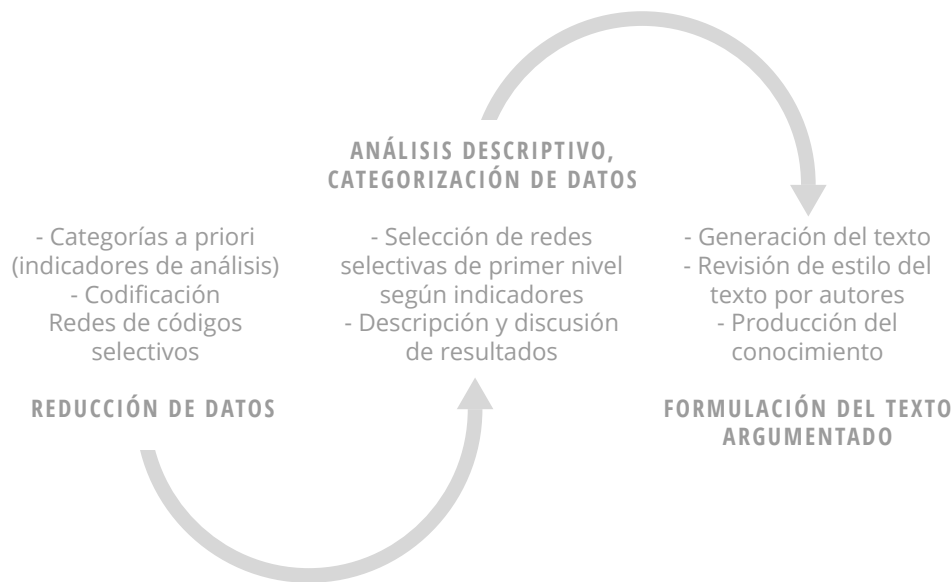 - Categorías a priori
(indicadores de análisis)
- Codificación
Redes de códigos
selectivos
REDUCCIÓN DE DATOS
ANÁLISIS DESCRIPTIVO,
CATEGORIZACIÓN DE DATOS
- Selección de redes
selectivas de primer nivel
según indicadores
- Descripción y discusión
de resultados
- Generación del texto
- Revisión de estilo del
texto por autores
- Producción del
conocimiento
FORMULACIÓN DEL TEXTO
ARGUMENTADO